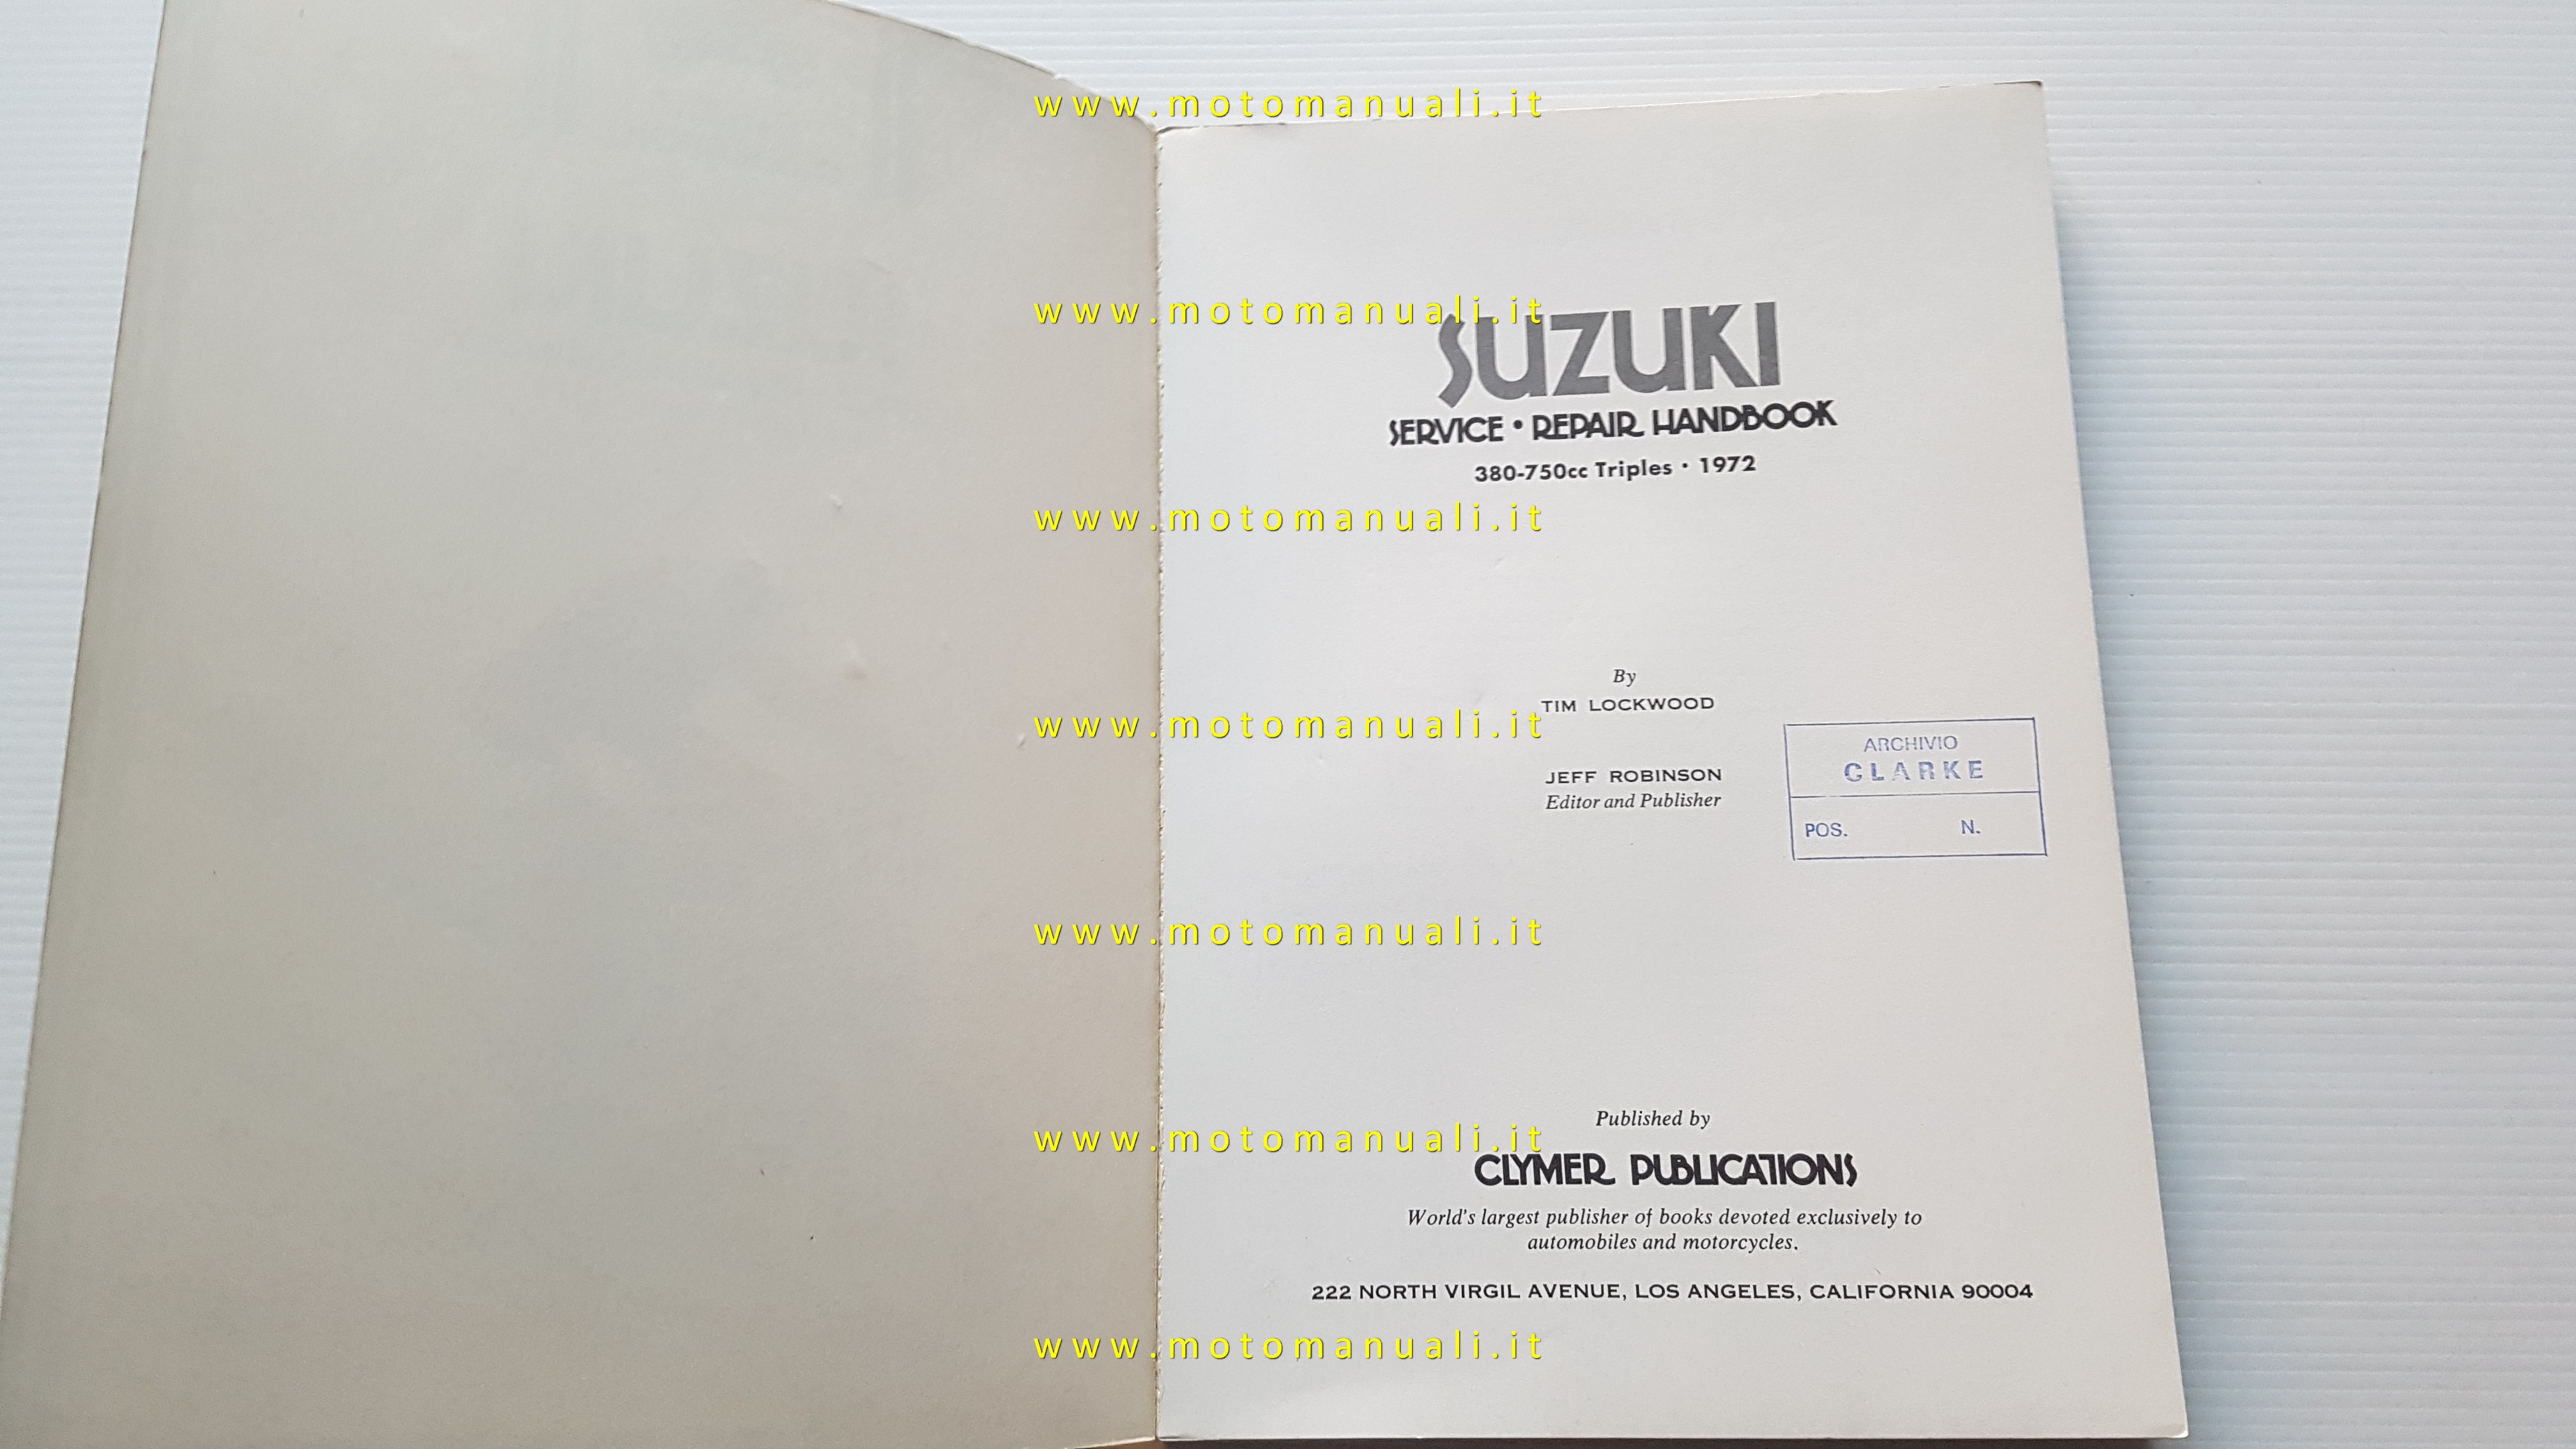 www.motomanuali.it
www.motomanuali.it
SUZUKI
SERVICE • REPAIR HANDBOOK
380-750cc Triples • 1972
www.motomanuali.it
By
TIM LOCKWOOD
www.motomanuali.it
JEFF ROBINSON
Editor and Publisher
ARCHIVIO
CLARKE
POS. N.
www.motomanuali.it
Published by
www.motomanuali.it
CLYMER PUBLICATIONS
World's largest publisher of books devoted exclusively to
automobiles and motorcycles.
222 NORTH VIRGIL AVENUE, LOS ANGELES, CALIFORNIA 90004
www.motomanuali.it